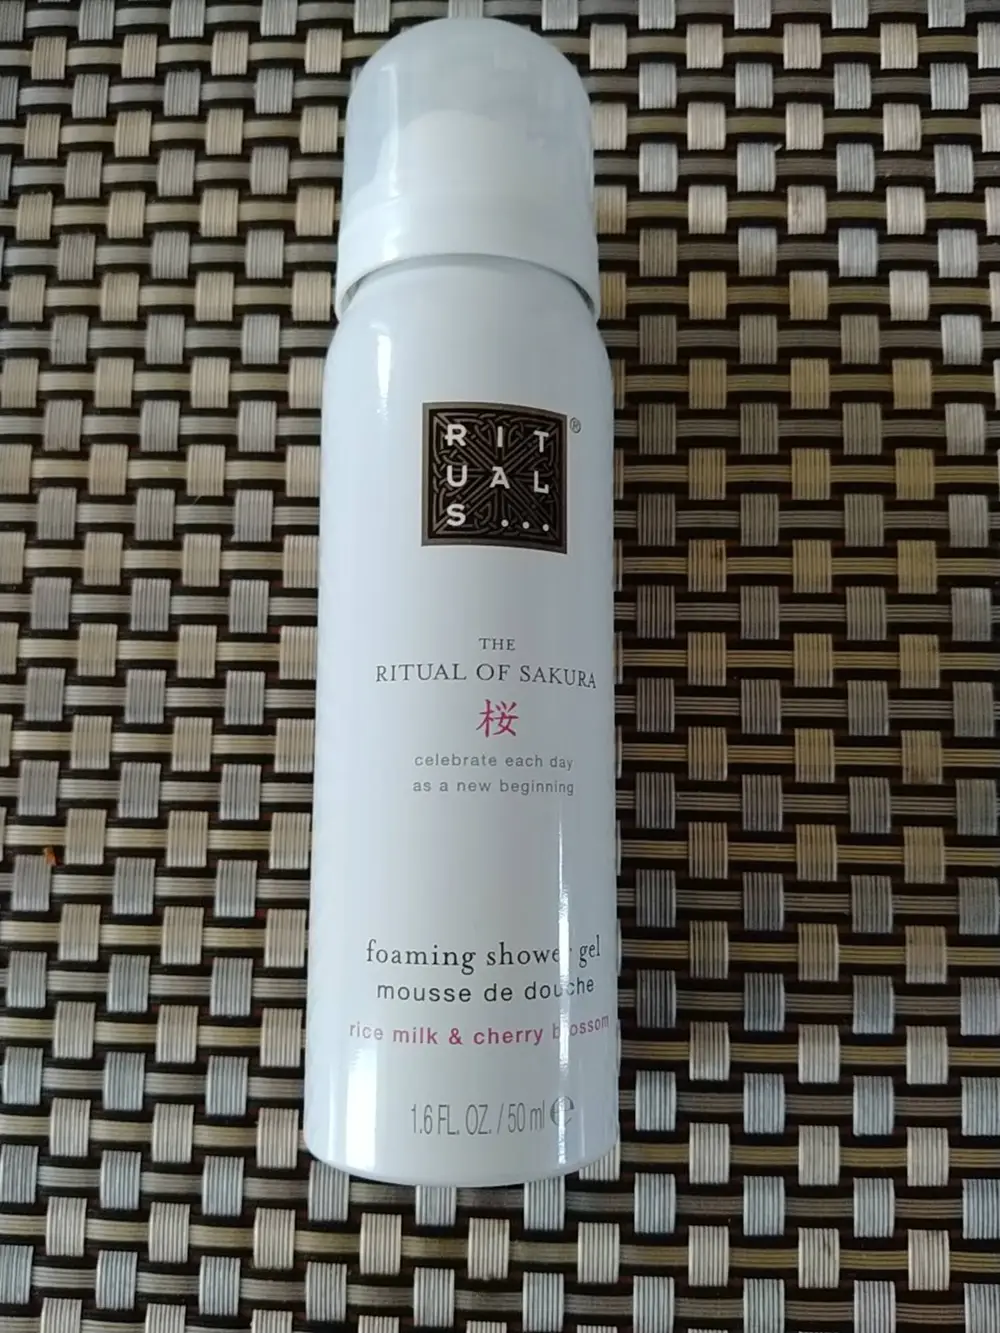 RIT
UAL
S...
®
THE
RITUAL OF SAKURA
桜
celebrate each day
as a new beginning
foaming shower gel
mousse de douche
rice milk & cherry blossom
1.6 FL. OZ. / 50 ml ℮